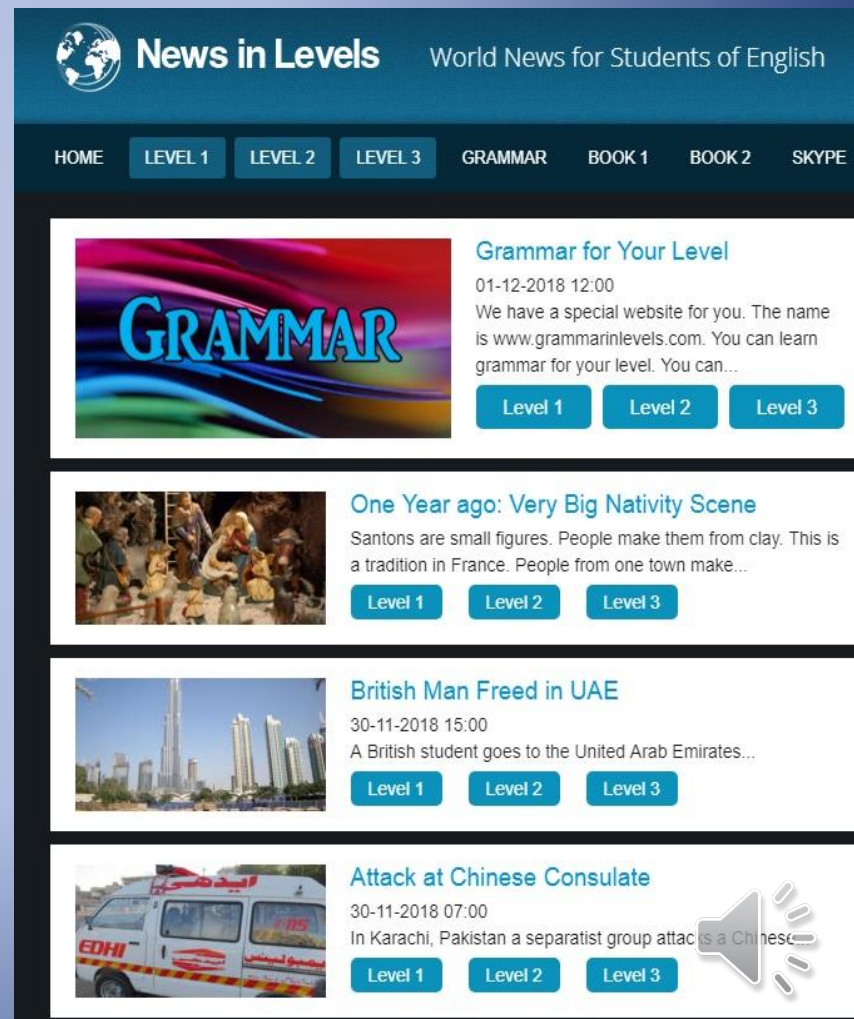 News in Levels World News for Students of English
HOME LEVEL 1 LEVEL 2 LEVEL 3 GRAMMAR BOOK 1 BOOK 2 SKYPE
GRAMMAR
Grammar for Your Level
01-12-2018 12:00
We have a special website for you. The name
is www.grammarinlevels.com. You can learn
grammar for your level. You can...
Level 1 Level 2 Level 3
One Year ago: Very Big Nativity Scene
Santons are small figures. People make them from clay. This is
a tradition in France. People from one town make...
Level 1 Level 2 Level 3
British Man Freed in UAE
30-11-2018 15:00
A British student goes to the United Arab Emirates...
Level 1 Level 2 Level 3
ایدھی
EDHI
Attack at Chinese Consulate
30-11-2018 07:00
In Karachi, Pakistan a separatist group attacks a Chinese...
Level 1 Level 2 Level 3